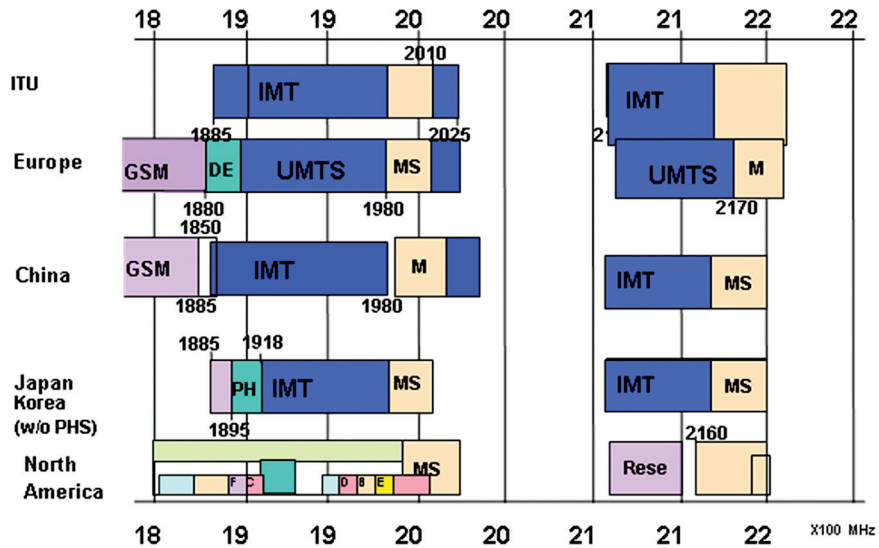 18 19 19 20 20 21 21 22 22
2010
ITU IMT IMT
1885 2025
Europe GSM DE UMTS MS UMTS M
1880 1980 2170
1850
China GSM IMT M IMT MS
1885 1980
1885 1918
Japan PH IMT MS IMT MS
Korea
(w/o PHS) 1895 2160
North MS Rese
America F C D B E
18 19 19 20 20 21 21 22 22 X100 MHz